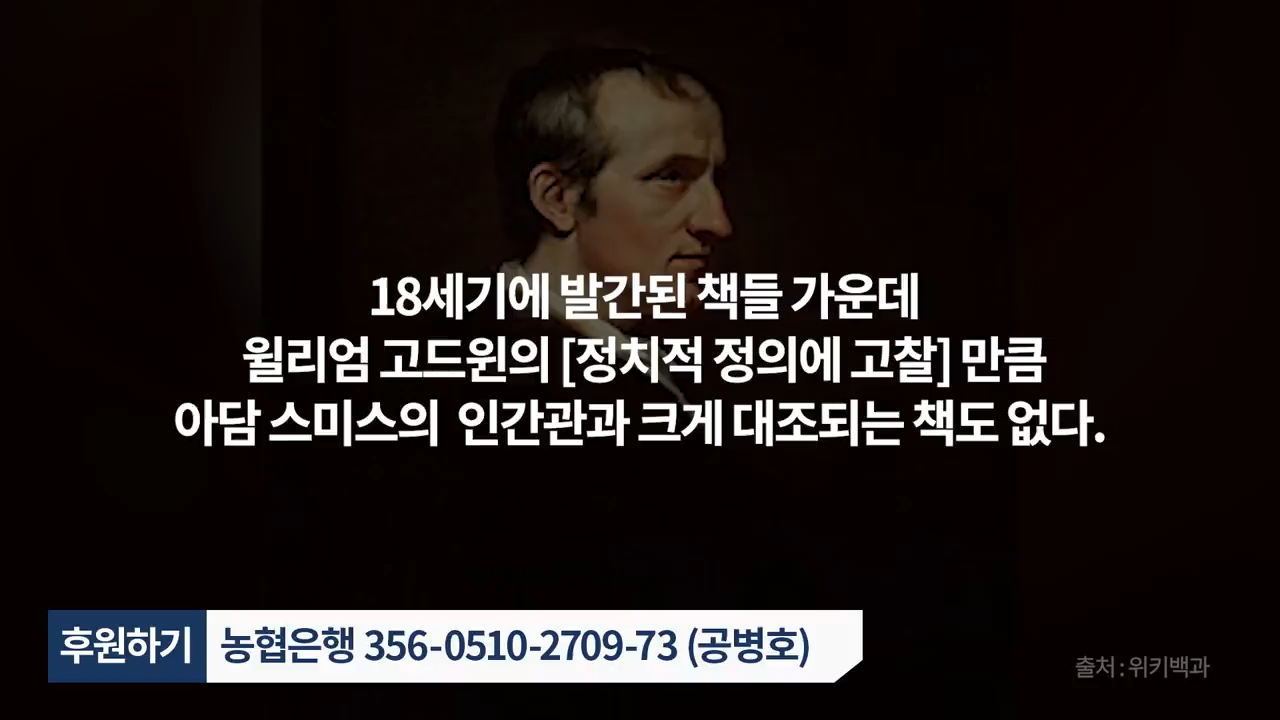 18세기에 발간된 책들 가운데
윌리엄 고드윈의 [정치적 정의에 고찰] 만큼
아담 스미스의 인간관과 크게 대조되는 책도 없다.
후원하기 농협은행 356-0510-2709-73 (공병호)
출처 : 위키백과